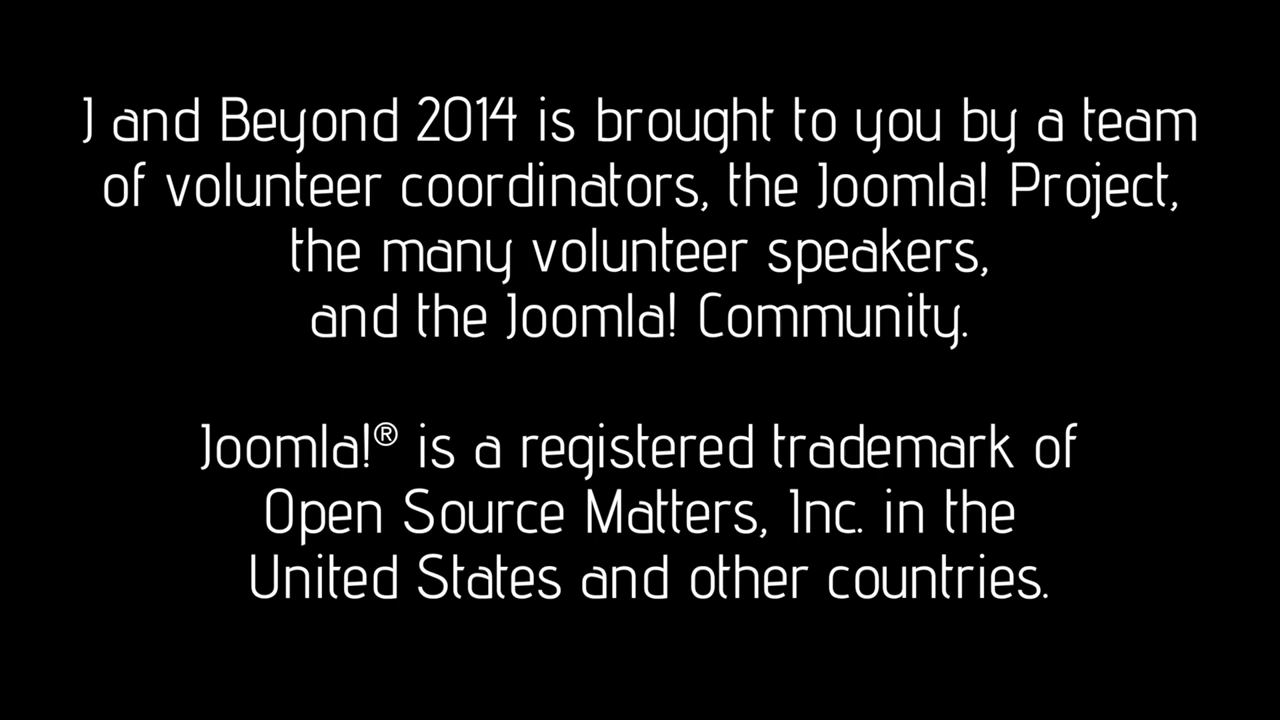 J and Beyond 2014 is brought to you by a team
of volunteer coordinators, the Joomla! Project,
the many volunteer speakers,
and the Joomla! Community.
Joomla!® is a registered trademark of
Open Source Matters, Inc. in the
United States and other countries.